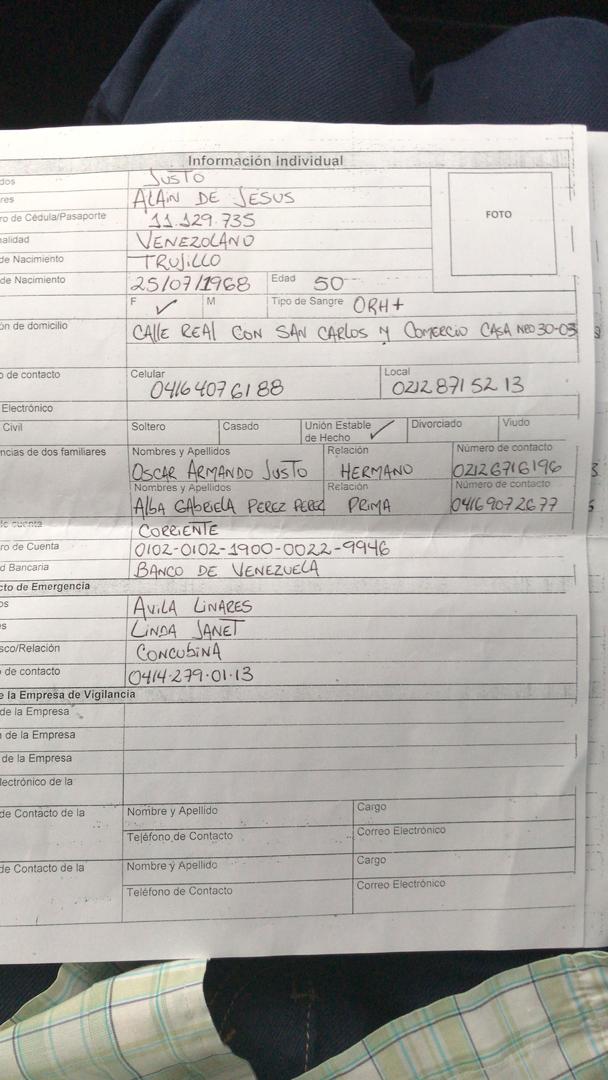 Información individual
dos JUSTO
res ALAIN DE JESUS
ro de Cédula/Pasaporte 11.129.735
FOTO
alidad VENEZOLANO
de Nacimiento TRUJILLO
de Nacimiento 25/07/1968 Edad 50
F ✓ M Tipo de Sangre ORH+
ón de domicilio CALLE REAL CON SAN CARLOS Y COMERCIO CASA NRO 30-03
o de contacto Celular 0416 407 61 88 Local 0212 871 52 13
Electrónico
Civil Soltero Casado Unión Estable de Hecho ✓ Divorciado Viudo
ncias de dos familiares Nombres y Apellidos Relación Número de contacto
OSCAR ARMANDO JUSTO HERMANO 02126716196
Nombres y Apellidos Relación Número de contacto
ALBA GABRIELA PEREZ PEREZ PRIMA 04169072677
de cuenta CORRIENTE
ro de Cuenta 0102-0102-1900-0022-9946
d Bancaria BANCO DE VENEZUELA
cto de Emergencia
os AVILA LINARES
s LINDA JANET
sco/Relación CONCUBINA
de contacto 0414-279-01-13
e la Empresa de Vigilancia
de la Empresa
de la Empresa
de la Empresa
lectrónico de la
de Contacto de la Nombre y Apellido Cargo
Teléfono de Contacto Correo Electrónico
de Contacto de la Nombre y Apellido Cargo
Teléfono de Contacto Correo Electrónico